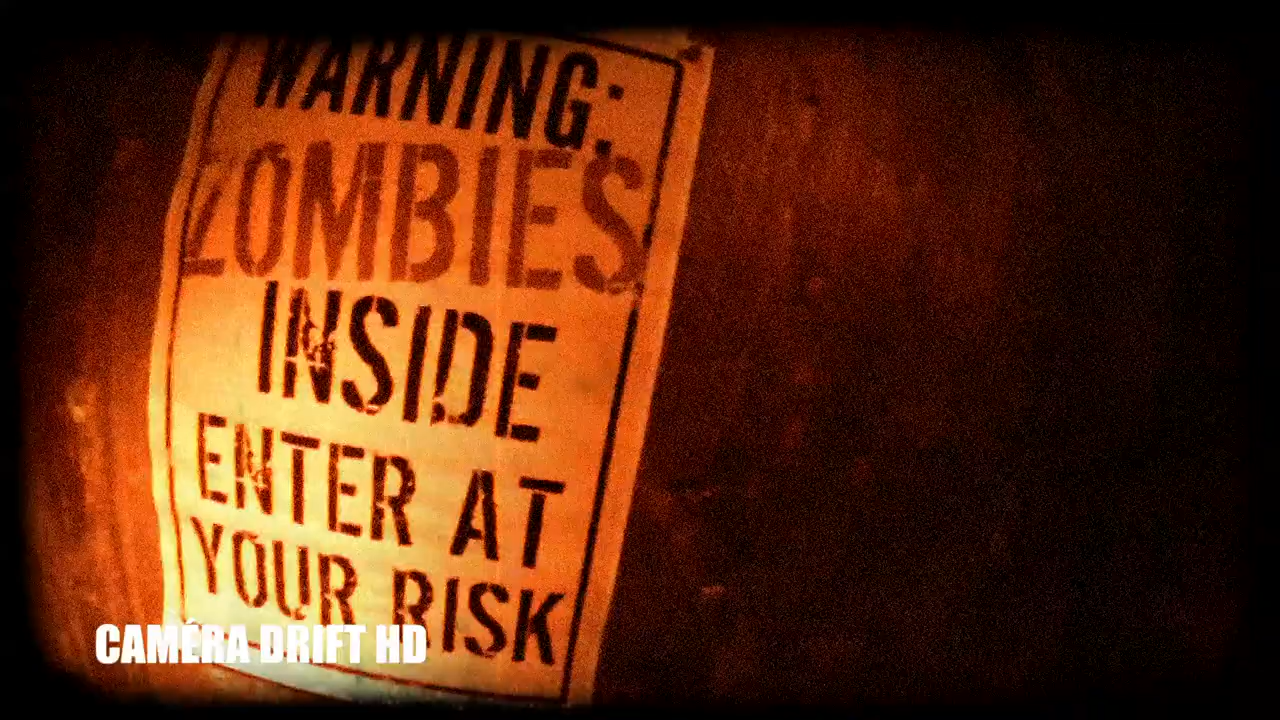 WARNING:
ZOMBIES
INSIDE
ENTER AT
YOUR RISK
CAMÉRA DRIFT HD